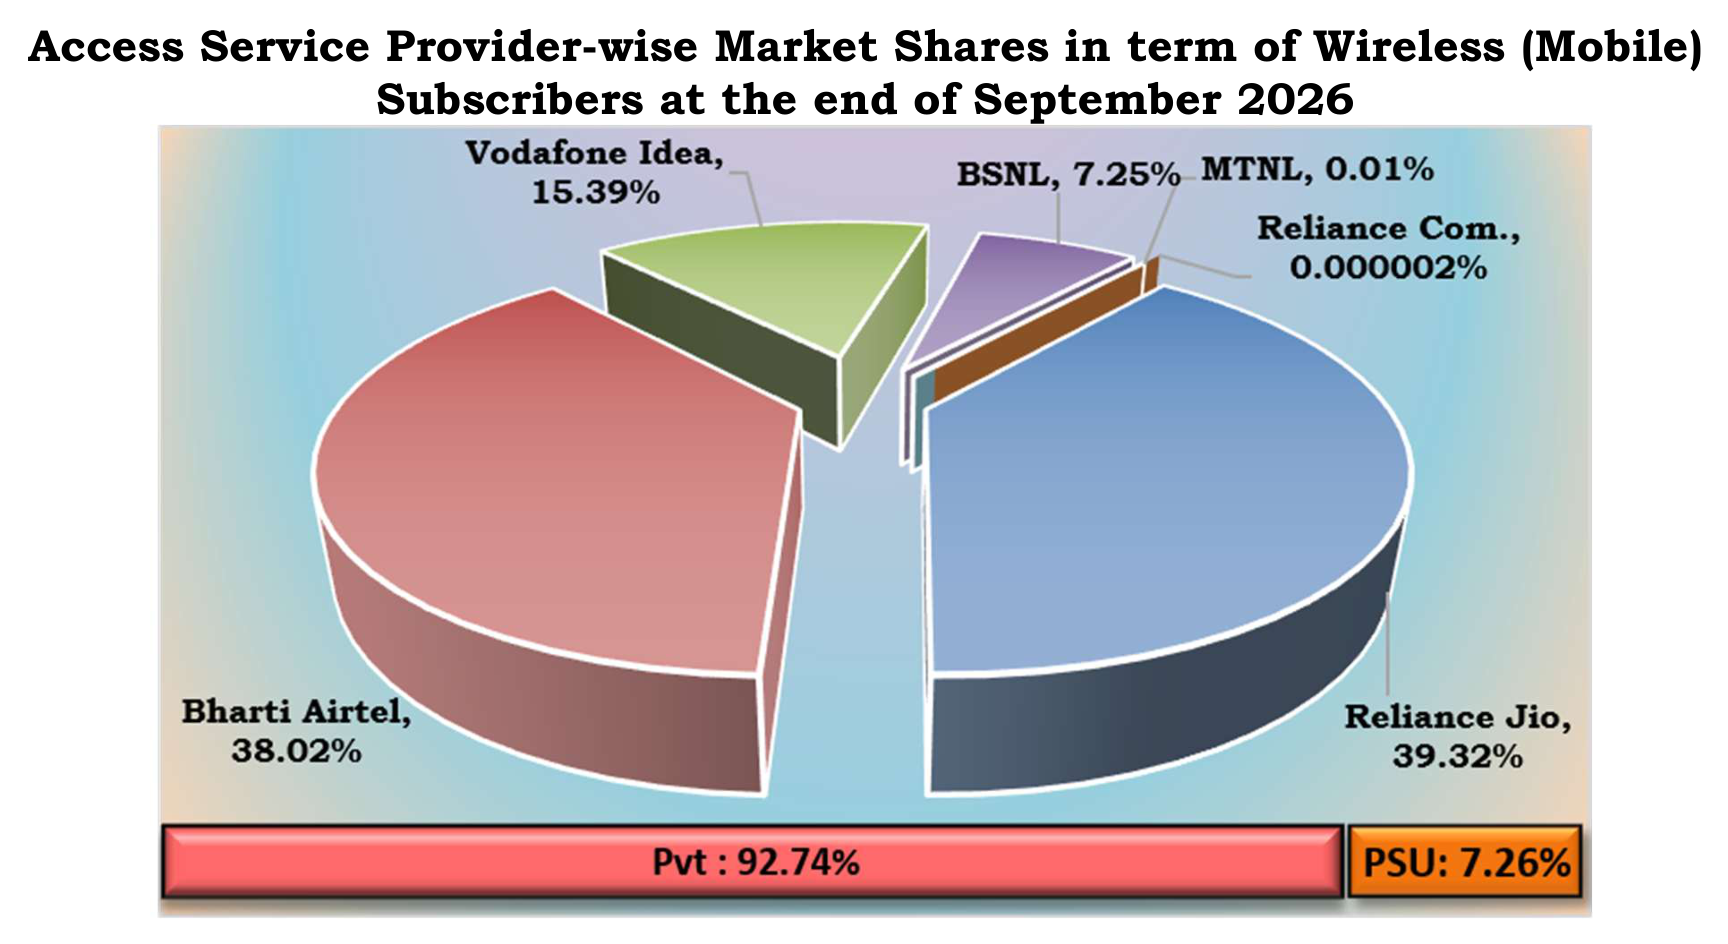 Access Service Provider-wise Market Shares in term of Wireless (Mobile)
Subscribers at the end of September 2026
Vodafone Idea,
15.39%
BSNL, 7.25%
MTNL, 0.01%
Reliance Com.,
0.000002%
Bharti Airtel,
38.02%
Reliance Jio,
39.32%
Pvt : 92.74%
PSU: 7.26%